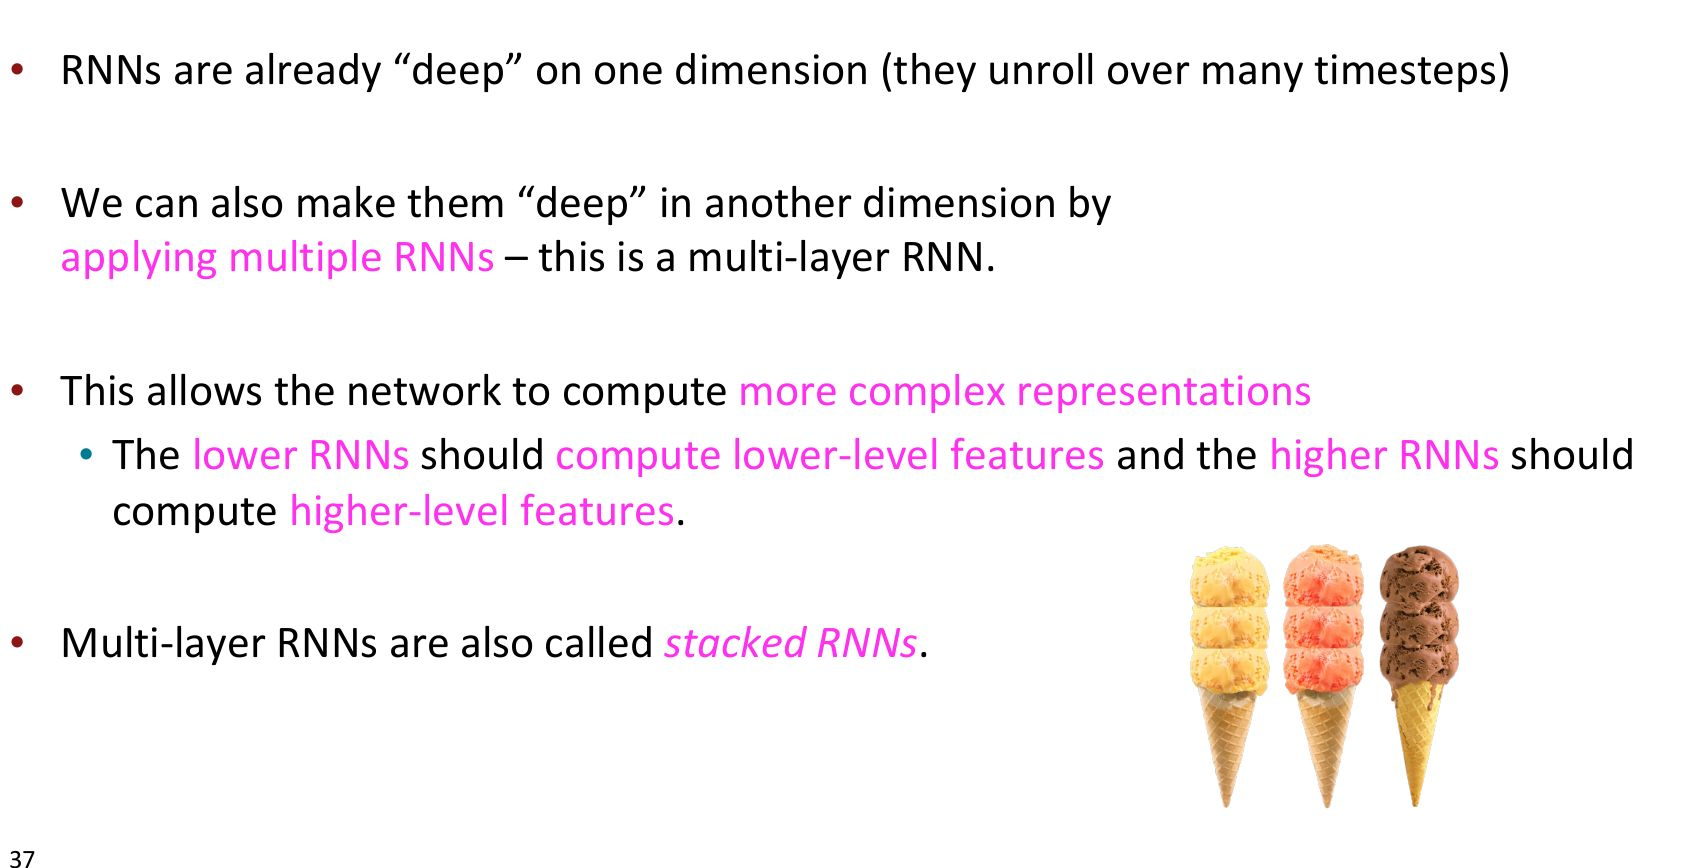 • RNNs are already “deep” on one dimension (they unroll over many timesteps)
• We can also make them “deep” in another dimension by
applying multiple RNNs – this is a multi-layer RNN.
• This allows the network to compute more complex representations
• The lower RNNs should compute lower-level features and the higher RNNs should
compute higher-level features.
• Multi-layer RNNs are also called stacked RNNs.
37